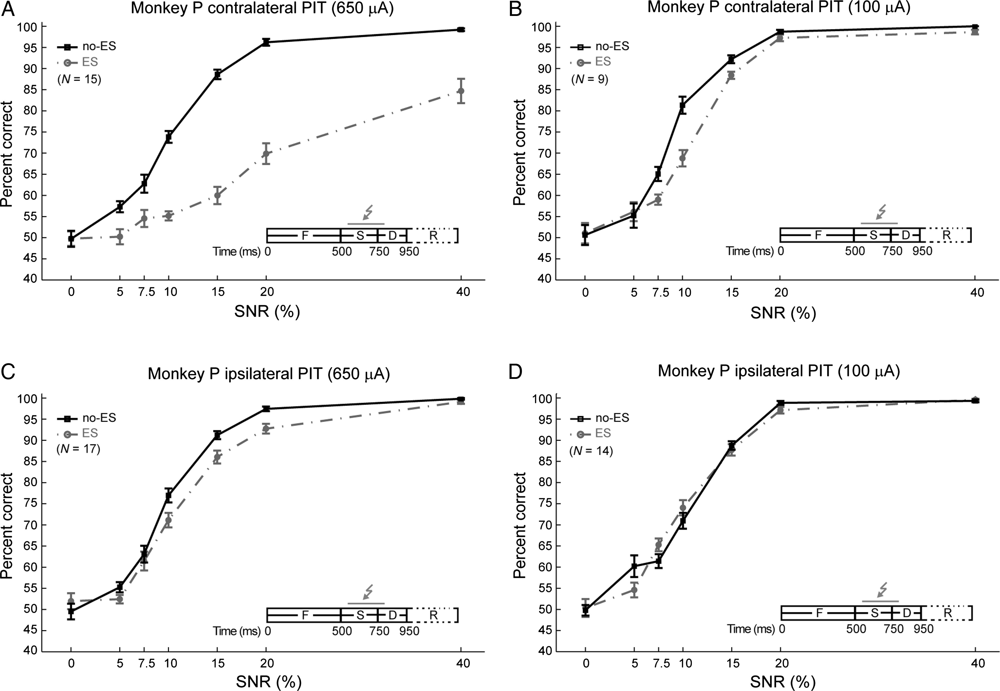 A
Monkey P contralateral PIT (650 μA)
100
95
90
85
80
75
70
65
60
55
50
45
40
Percent correct
no-ES
ES
(N = 15)
F S D R
Time (ms) 0 500 750 950
0 5 7.5 10 15 20 40
SNR (%)
B
Monkey P contralateral PIT (100 μA)
100
95
90
85
80
75
70
65
60
55
50
45
40
Percent correct
no-ES
ES
(N = 9)
F S D R
Time (ms) 0 500 750 950
0 5 7.5 10 15 20 40
SNR (%)
C
Monkey P ipsilateral PIT (650 μA)
100
95
90
85
80
75
70
65
60
55
50
45
40
Percent correct
no-ES
ES
(N = 17)
F S D R
Time (ms) 0 500 750 950
0 5 7.5 10 15 20 40
SNR (%)
D
Monkey P ipsilateral PIT (100 μA)
100
95
90
85
80
75
70
65
60
55
50
45
40
Percent correct
no-ES
ES
(N = 14)
F S D R
Time (ms) 0 500 750 950
0 5 7.5 10 15 20 40
SNR (%)